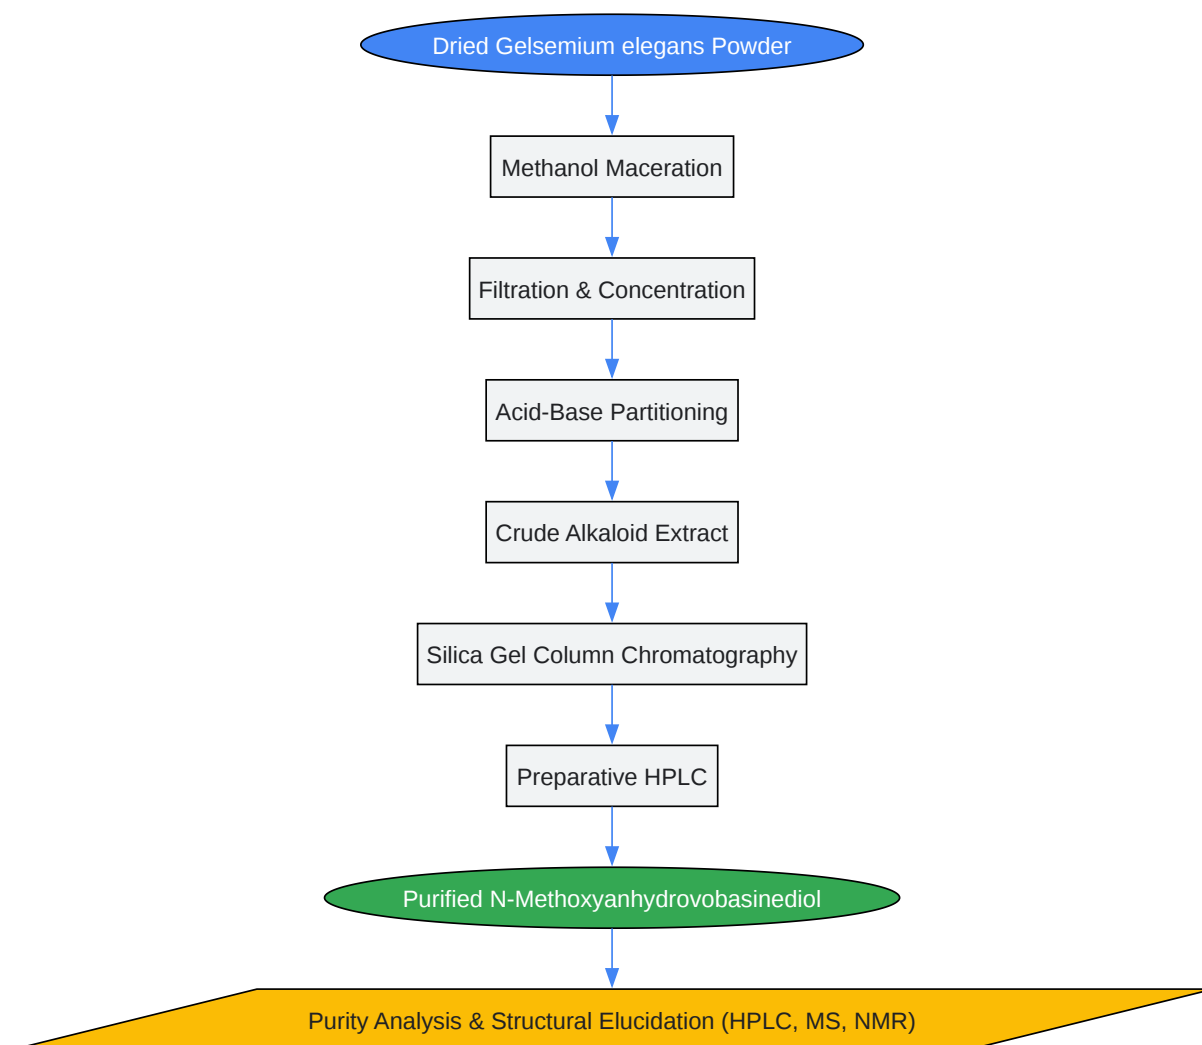 Dried Gelsemium elegans Powder
Methanol Maceration
Filtration & Concentration
Acid-Base Partitioning
Crude Alkaloid Extract
Silica Gel Column Chromatography
Preparative HPLC
Purified N-Methoxyanhydrovobasinediol
Purity Analysis & Structural Elucidation (HPLC, MS, NMR)